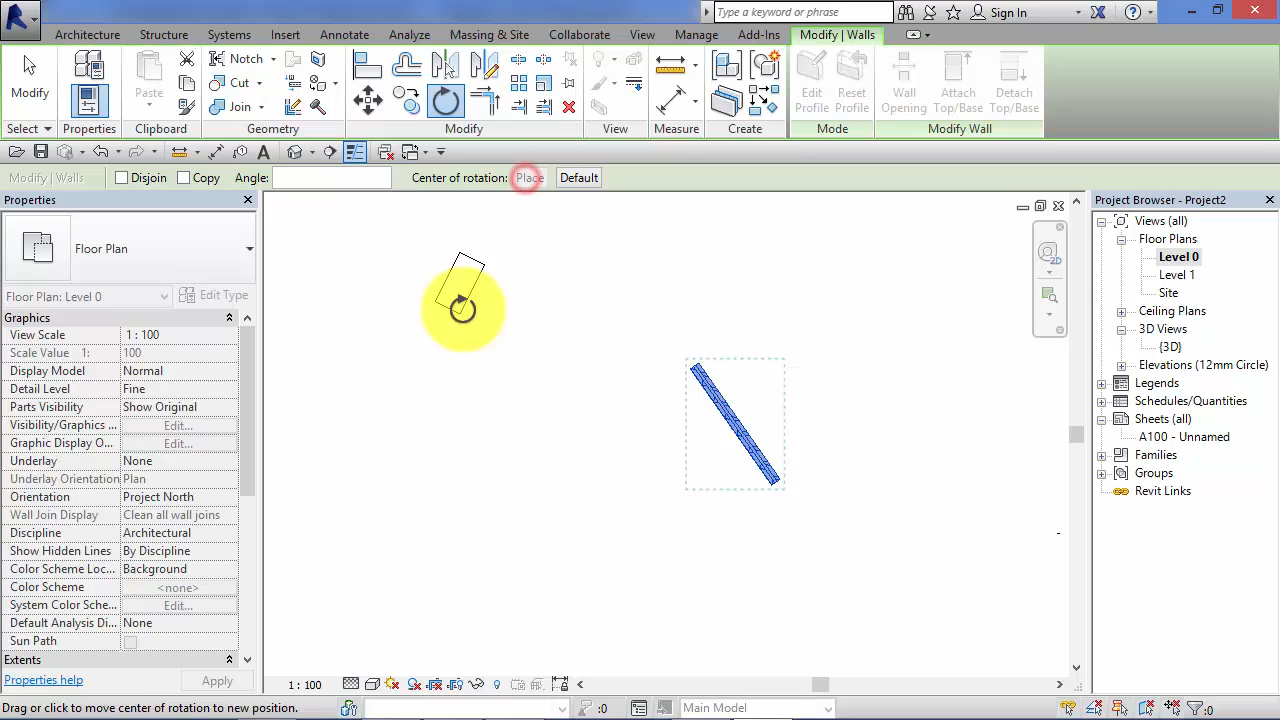 Type a keyword or phrase
Sign In
Architecture Structure Systems Insert Annotate Analyze Massing & Site Collaborate View Manage Add-Ins Modify | Walls
Modify
Paste
Notch
Cut
Join
Edit Profile
Reset Profile
Wall Opening
Attach Top/Base
Detach Top/Base
Select Properties Clipboard Geometry Modify View Measure Create Mode Modify Wall
Modify | Walls Disjoin Copy Angle: Center of rotation: Place Default
Properties
Floor Plan
Floor Plan: Level 0 Edit Type
Graphics
View Scale 1 : 100
Scale Value 1: 100
Display Model Normal
Detail Level Fine
Parts Visibility Show Original
Visibility/Graphics ... Edit...
Graphic Display O... Edit...
Underlay None
Underlay Orientation Plan
Orientation Project North
Wall Join Display Clean all wall joins
Discipline Architectural
Show Hidden Lines By Discipline
Color Scheme Loc... Background
Color Scheme <none>
System Color Sche... Edit...
Default Analysis Di... None
Sun Path
Extents
Properties help Apply
2D
1 : 100
Project Browser - Project2
Views (all)
Floor Plans
Level 0
Level 1
Site
Ceiling Plans
3D Views
{3D}
Elevations (12mm Circle)
Legends
Schedules/Quantities
Sheets (all)
A100 - Unnamed
Families
Groups
Revit Links
Drag or click to move center of rotation to new position. :0 Main Model :0